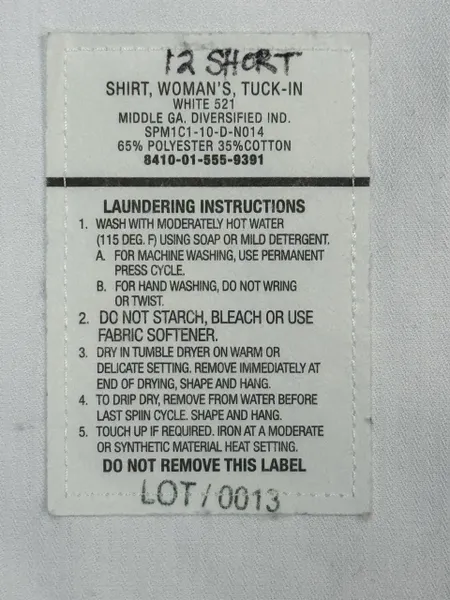 12 SHORT
SHIRT, WOMAN'S, TUCK-IN
WHITE 521
MIDDLE GA. DIVERSIFIED IND.
SPM1C1-10-D-N014
65% POLYESTER 35%COTTON
8410-01-555-9391
LAUNDERING INSTRUCTIONS
1. WASH WITH MODERATELY HOT WATER
(115 DEG. F) USING SOAP OR MILD DETERGENT.
A. FOR MACHINE WASHING, USE PERMANENT
PRESS CYCLE.
B. FOR HAND WASHING, DO NOT WRING
OR TWIST.
2. DO NOT STARCH, BLEACH OR USE
FABRIC SOFTENER.
3. DRY IN TUMBLE DRYER ON WARM OR
DELICATE SETTING. REMOVE IMMEDIATELY AT
END OF DRYING, SHAPE AND HANG.
4. TO DRIP DRY, REMOVE FROM WATER BEFORE
LAST SPIIN CYCLE. SHAPE AND HANG.
5. TOUCH UP IF REQUIRED. IRON AT A MODERATE
OR SYNTHETIC MATERIAL HEAT SETTING.
DO NOT REMOVE THIS LABEL
LOT/0013